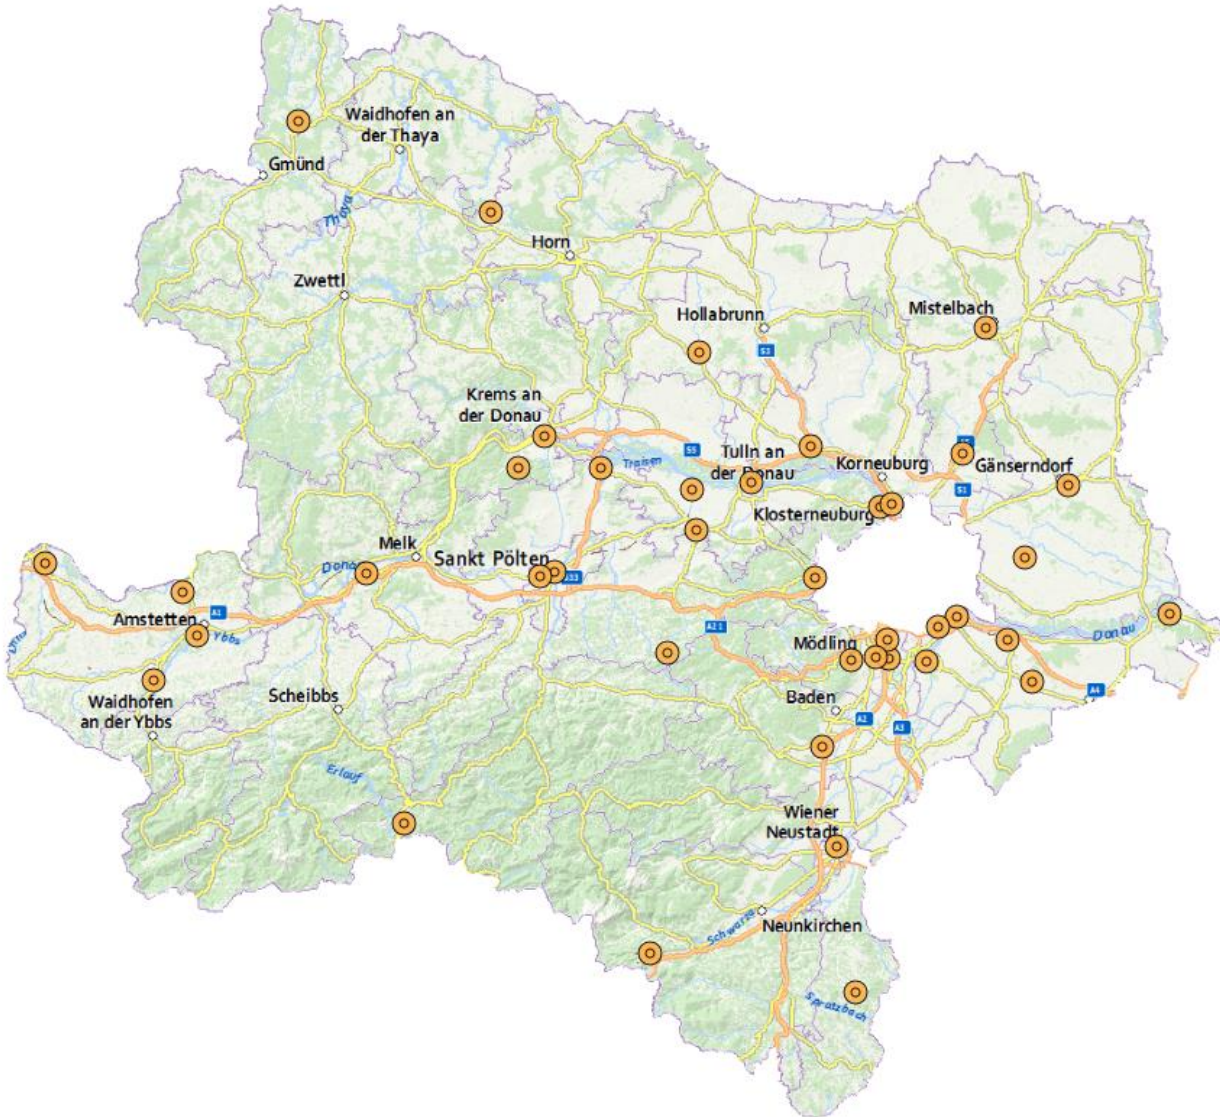 Waidhofen an
der Thaya
Gmünd
Thaya
Horn
Zwettl
Hollabrunn
Mistelbach
S3
Krems an
der Donau
S5
Traisen
Tulln an
der Donau
Korneuburg
Gänserndorf
S1
Klosterneuburg
Melk
Sankt Pölten
S33
Donau
Amstetten
A1
Ybbs
A21
Mödling
Donau
Waidhofen
an der Ybbs
Scheibbs
Baden
A4
A2
A3
Erlauf
Wiener
Neustadt
Schwarza
Neunkirchen
Spratzbach